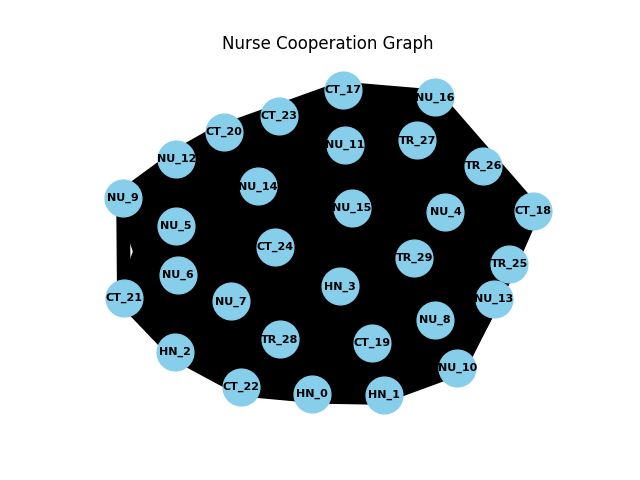 Nurse Cooperation Graph
CT_17
NU_16
CT_23
CT_20
TR_27
NU_11
NU_12
TR_26
NU_14
NU_9
NU_15
NU_4
CT_18
NU_5
CT_24
TR_29
TR_25
NU_6
HN_3
CT_21
NU_7
NU_13
NU_8
TR_28
CT_19
HN_2
NU_10
CT_22
HN_0
HN_1